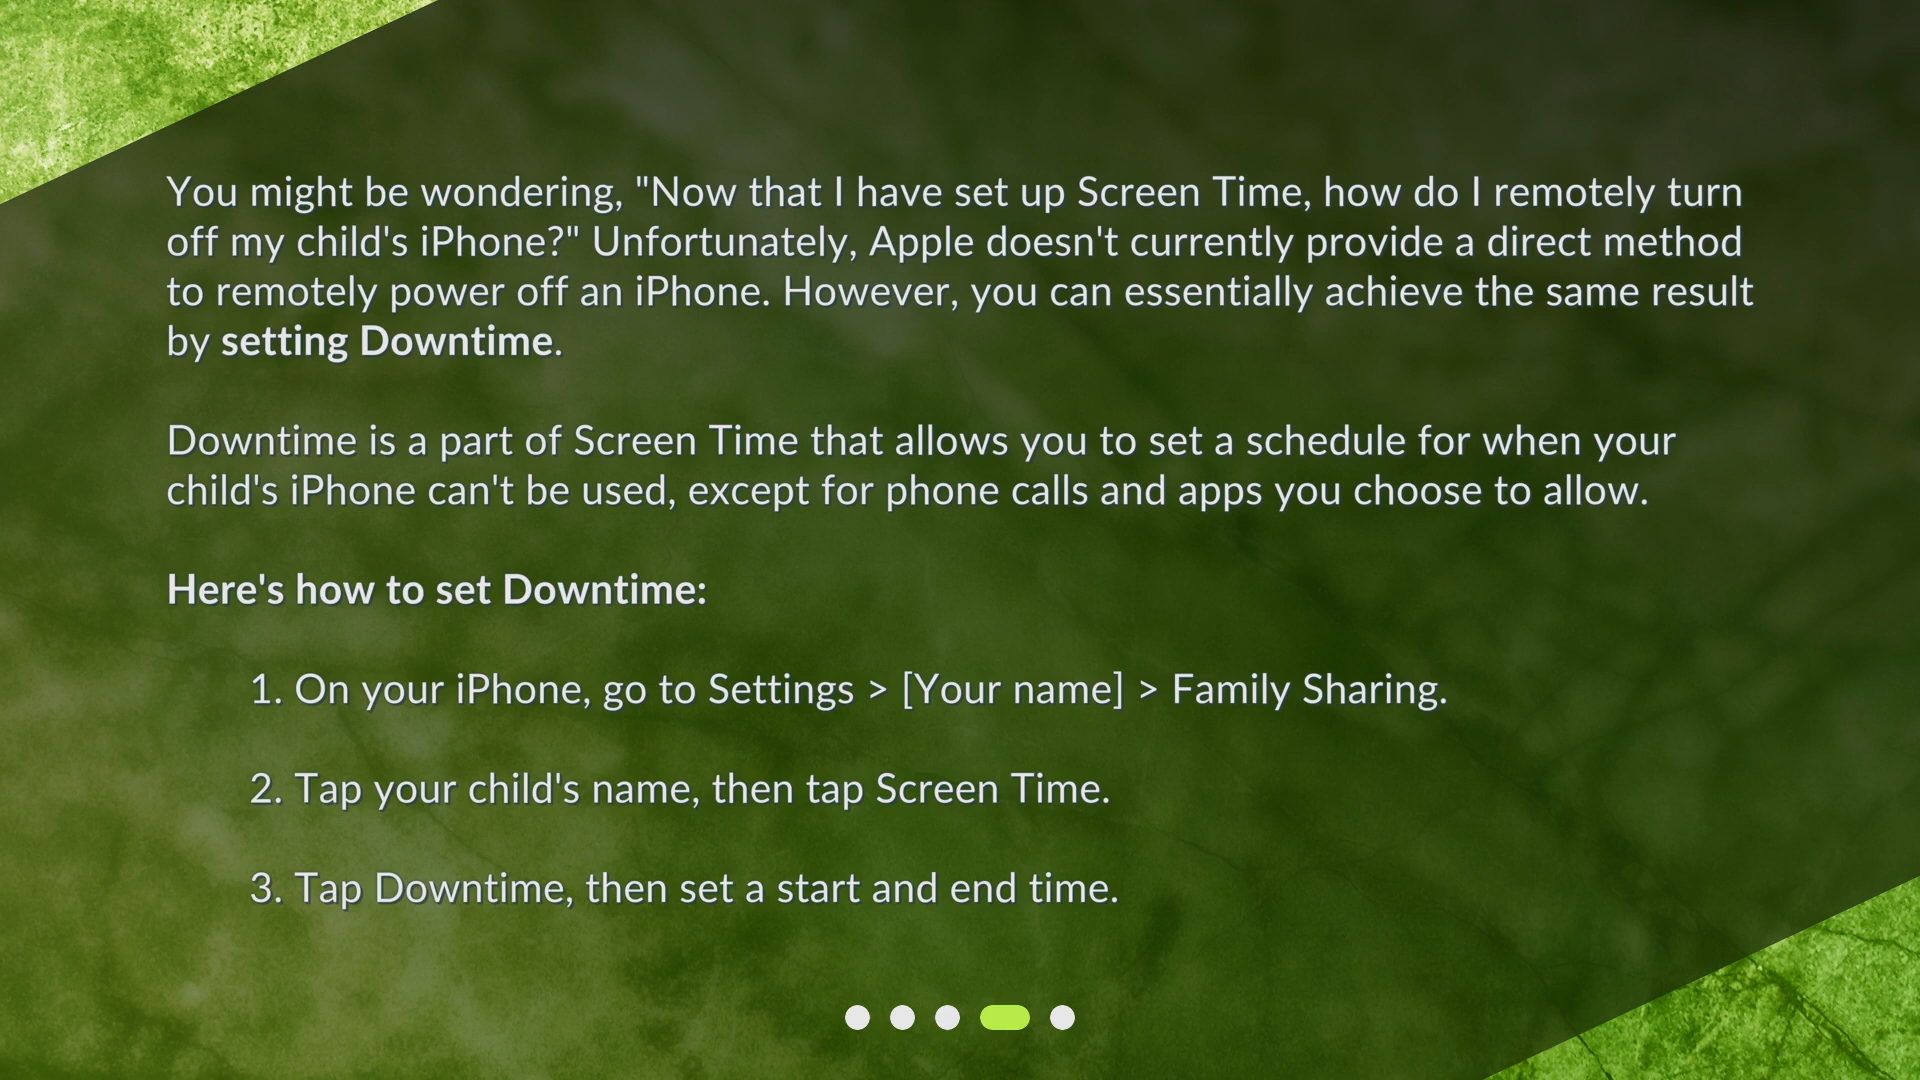 You might be wondering, "Now that I have set up Screen Time, how do I remotely turn
off my child's iPhone?" Unfortunately, Apple doesn't currently provide a direct method
to remotely power off an iPhone. However, you can essentially achieve the same result
by setting Downtime.
Downtime is a part of Screen Time that allows you to set a schedule for when your
child's iPhone can't be used, except for phone calls and apps you choose to allow.
Here's how to set Downtime:
1. On your iPhone, go to Settings > [Your name] > Family Sharing.
2. Tap your child's name, then tap Screen Time.
3. Tap Downtime, then set a start and end time.